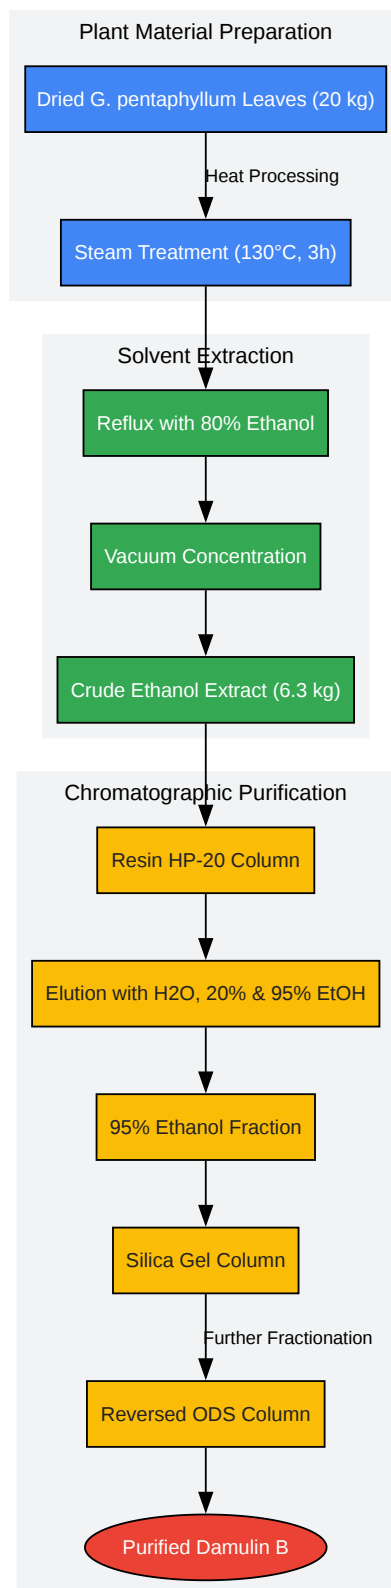 Plant Material Preparation
Dried G. pentaphyllum Leaves (20 kg)
Heat Processing
Steam Treatment (130°C, 3h)
Solvent Extraction
Reflux with 80% Ethanol
Vacuum Concentration
Crude Ethanol Extract (6.3 kg)
Chromatographic Purification
Resin HP-20 Column
Elution with H2O, 20% & 95% EtOH
95% Ethanol Fraction
Silica Gel Column
Further Fractionation
Reversed ODS Column
Purified Damulin B